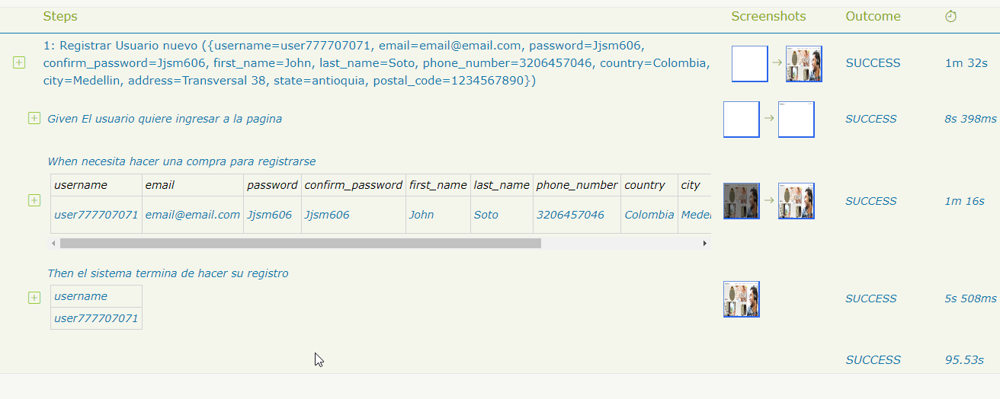 Steps Screenshots Outcome
1: Registrar Usuario nuevo ({username=user777707071, email=email@email.com, password=Jjsm606,
confirm_password=Jjsm606, first_name=John, last_name=Soto, phone_number=3206457046, country=Colombia,
city=Medellin, address=Transversal 38, state=antioquia, postal_code=1234567890})
SUCCESS 1m 32s
Given El usuario quiere ingresar a la pagina SUCCESS 8s 398ms
When necesita hacer una compra para registrarse
username email password confirm_password first_name last_name phone_number country city
user777707071 email@email.com Jjsm606 Jjsm606 John Soto 3206457046 Colombia Medel
SUCCESS 1m 16s
Then el sistema termina de hacer su registro
username
user777707071
SUCCESS 5s 508ms
SUCCESS 95.53s